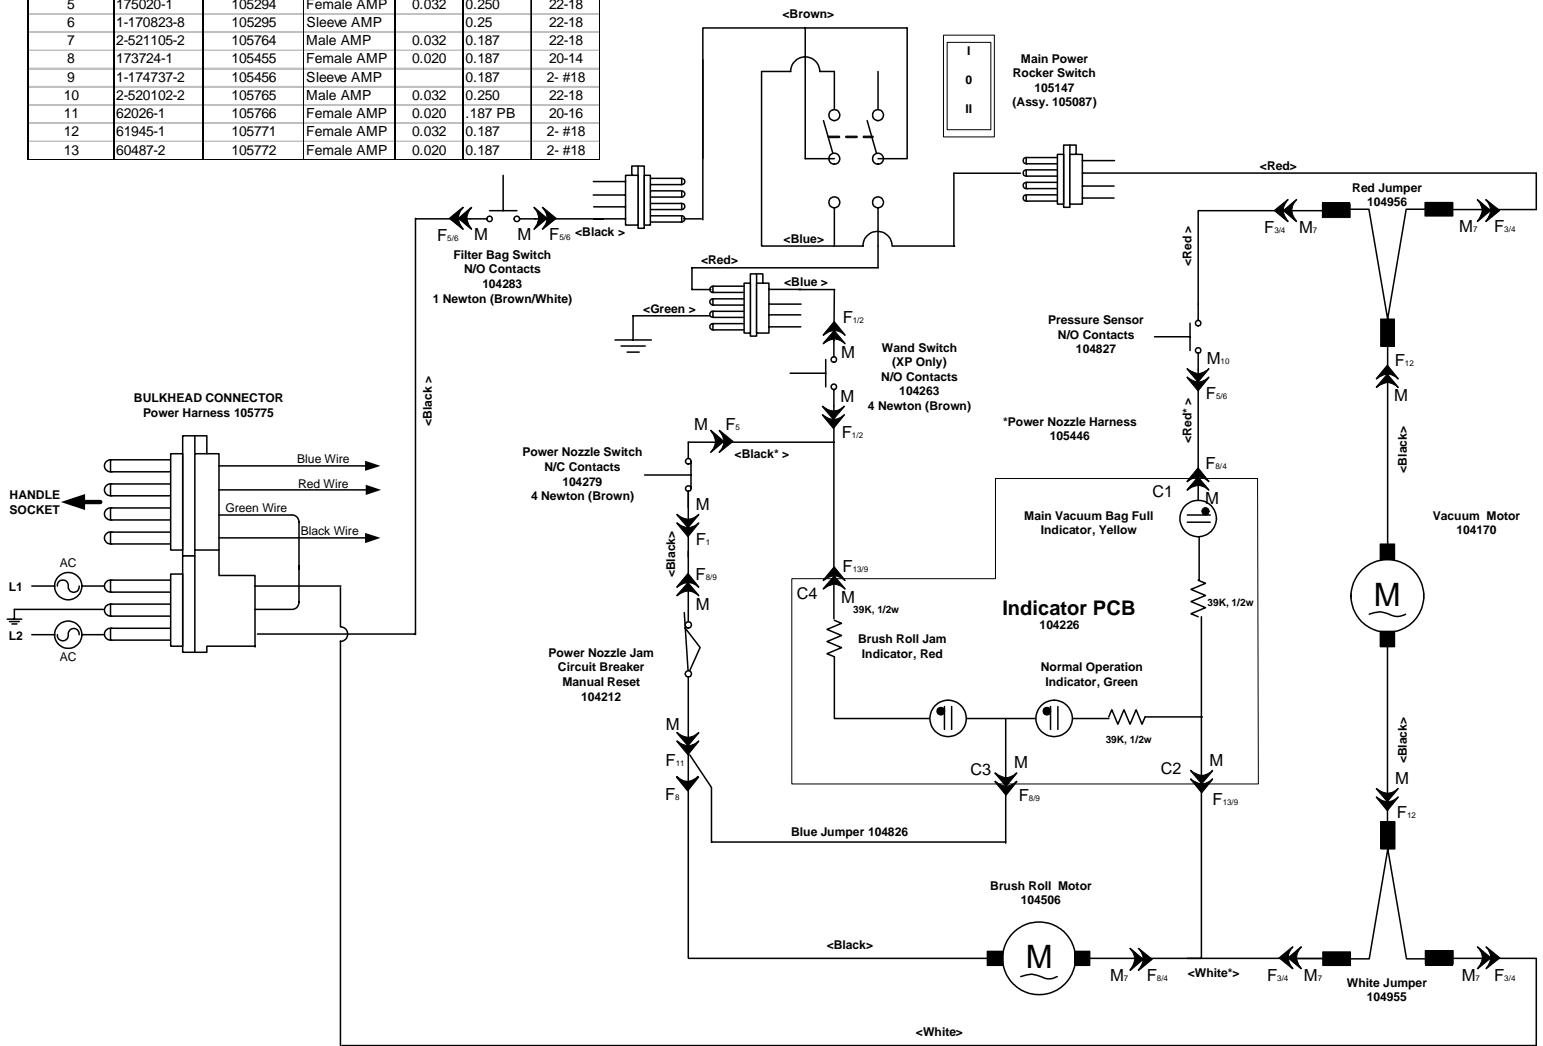 5 175020-1 105294 Female AMP 0.032 0.250 22-18
6 1-170823-8 105295 Sleeve AMP 0.25 22-18
7 2-521105-2 105764 Male AMP 0.032 0.187 22-18
8 173724-1 105455 Female AMP 0.020 0.187 20-14
9 1-174737-2 105456 Sleeve AMP 0.187 2- #18
10 2-520102-2 105765 Male AMP 0.032 0.250 22-18
11 62026-1 105766 Female AMP 0.020 .187 PB 20-16
12 61945-1 105771 Female AMP 0.032 0.187 2- #18
13 60487-2 105772 Female AMP 0.020 0.187 2- #18
<Brown>
I
0
II
Main Power
Rocker Switch
105147
(Assy. 105087)
<Red>
Red Jumper
104956
F3/4 M7
M7 F3/4
F5/6 M M F5/6
<Black >
Filter Bag Switch
N/O Contacts
104283
1 Newton (Brown/White)
<Blue>
<Red>
<Blue >
<Green >
<Red >
F1/2
M
Wand Switch
(XP Only)
N/O Contacts
104263
4 Newton (Brown)
M
F1/2
Pressure Sensor
N/O Contacts
104827
M10
F5/6
<Red* >
F12
M
<Black>
<Black >
BULKHEAD CONNECTOR
Power Harness 105775
Blue Wire
Red Wire
Green Wire
Black Wire
HANDLE
SOCKET
AC
L1
L2
AC
M F5
<Black* >
Power Nozzle Switch
N/C Contacts
104279
4 Newton (Brown)
M
F1
<Black>
F8/9
M
*Power Nozzle Harness
105446
F8/4
C1
M
Main Vacuum Bag Full
Indicator, Yellow
Vacuum Motor
104170
M
F13/9
C4 M
39K, 1/2w
Indicator PCB
104226
39K, 1/2w
Brush Roll Jam
Indicator, Red
Normal Operation
Indicator, Green
39K, 1/2w
Power Nozzle Jam
Circuit Breaker
Manual Reset
104212
M
F11
F8
C3 M
F8/9
C2 M
F13/9
<Black>
M
F12
Blue Jumper 104826
Brush Roll Motor
104506
<Black>
M
M7 F8/4
<White*>
F3/4 M7
M7 F3/4
White Jumper
104955
<White>